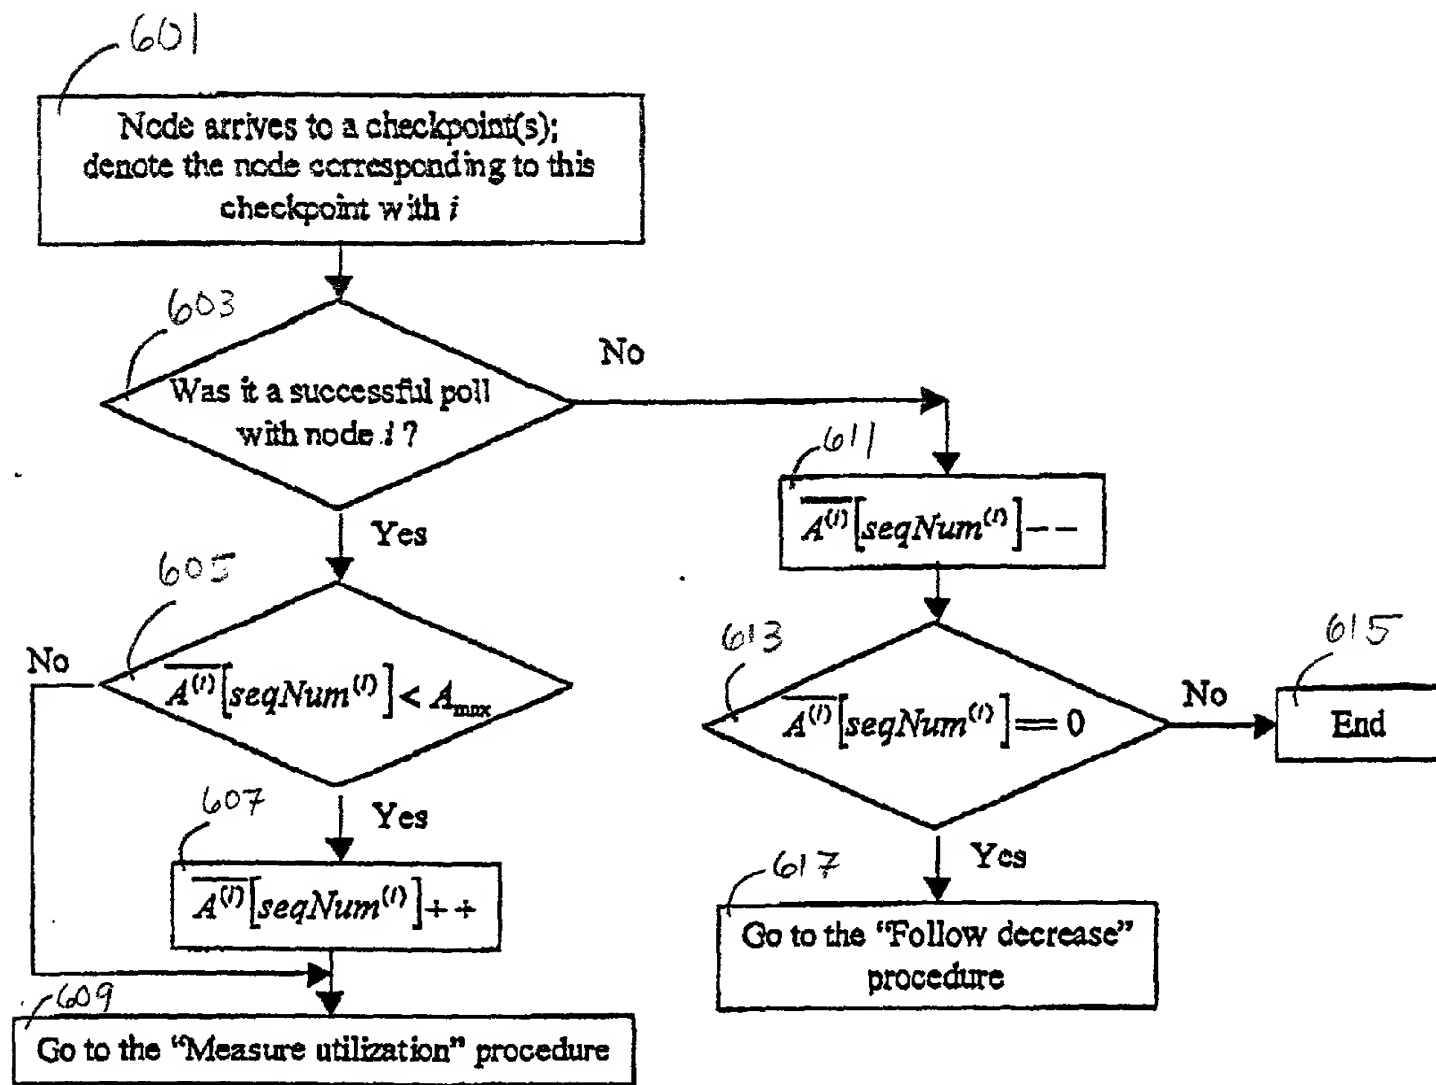 601
Node arrives to a checkpoint(s);
denote the node corresponding to this
checkpoint with i
603
Was it a successful poll
with node i ?
No
Yes
605
No
A^(i)[seqNum^(i)] < A_max
Yes
607
A^(i)[seqNum^(i)]++
609
Go to the “Measure utilization” procedure
611
A^(i)[seqNum^(i)]--
613
A^(i)[seqNum^(i)]== 0
No
615
End
Yes
617
Go to the “Follow decrease”
procedure